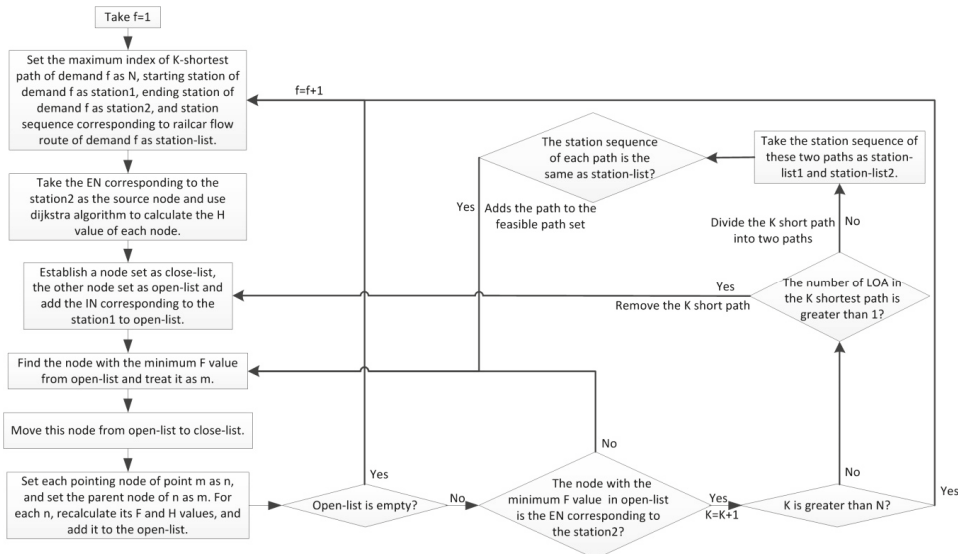 Take f=1
Set the maximum index of K-shortest
path of demand f as N, starting station of
demand f as station1, ending station of
demand f as station2, and station
sequence corresponding to railcar flow
route of demand f as station-list.
Take the EN corresponding to the
station2 as the source node and use
dijkstra algorithm to calculate the H
value of each node.
Establish a node set as close-list,
the other node set as open-list and
add the IN corresponding to the
station1 to open-list.
Find the node with the minimum F value
from open-list and treat it as m.
Move this node from open-list to close-list.
Set each pointing node of point m as n,
and set the parent node of n as m. For
each n, recalculate its F and H values, and
add it to the open-list.
Open-list is empty?
Yes
f=f+1
No
The node with the
minimum F value in open-list
is the EN corresponding to
the station2?
No
Yes
K=K+1
K is greater than N?
Yes
No
The number of LOA in
the K shortest path is
greater than 1?
Yes
Remove the K short path
No
Divide the K short path
into two paths
Take the station sequence of
these two paths as station-
list1 and station-list2.
The station sequence
of each path is the
same as station-list?
Yes
Adds the path to the
feasible path set